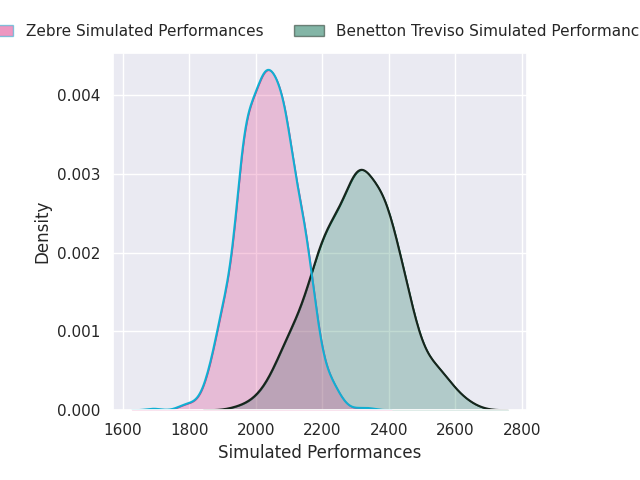 Zebre Simulated Performances Benetton Treviso Simulated Performanc
0.004
0.003
0.002
0.001
0.000
Density
1600 1800 2000 2200 2400 2600 2800
Simulated Performances